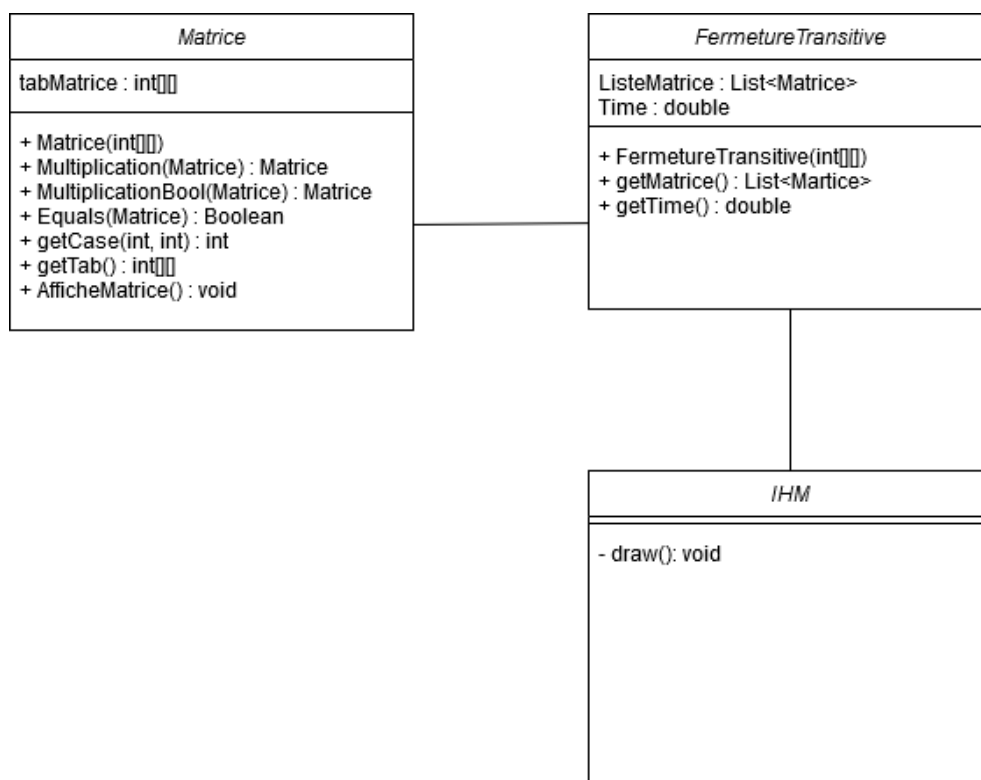 Matrice
tabMatrice : int[][]
+ Matrice(int[][])
+ Multiplication(Matrice) : Matrice
+ MultiplicationBool(Matrice) : Matrice
+ Equals(Matrice) : Boolean
+ getCase(int, int) : int
+ getTab() : int[][]
+ AfficheMatrice() : void
FermetureTransitive
ListeMatrice : List<Matrice>
Time : double
+ FermetureTransitive(int[][])
+ getMatrice() : List<Martice>
+ getTime() : double
IHM
- draw(): void